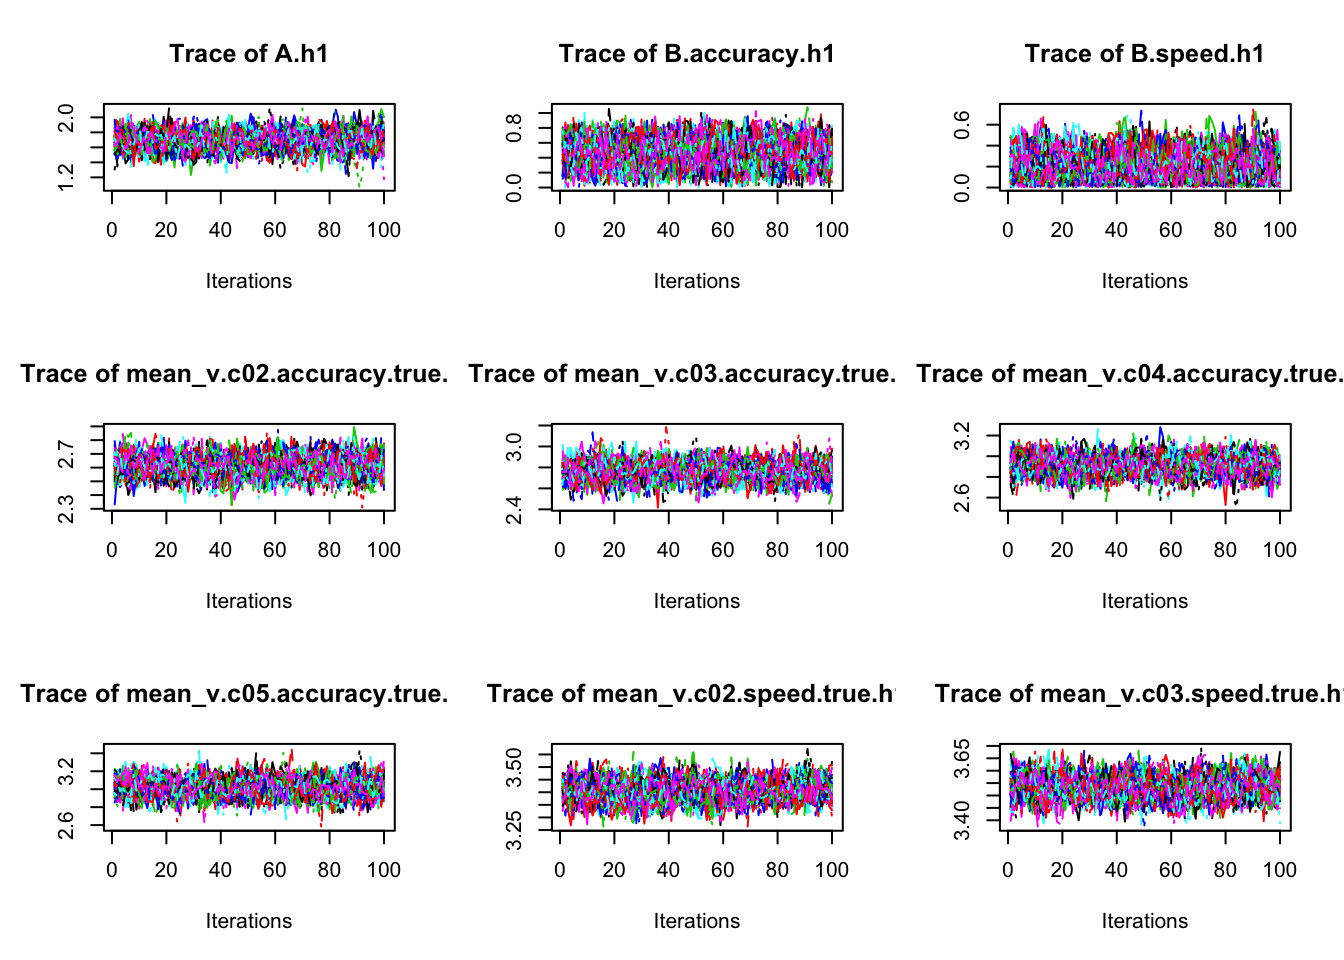 Trace of A.h1
Trace of B.accuracy.h1
Trace of B.speed.h1
2.0
1.2
0 20 40 60 80 100
Iterations
0.8
0.0
0 20 40 60 80 100
Iterations
0.6
0.0
0 20 40 60 80 100
Iterations
Trace of mean_v.c02.accuracy.true.
Trace of mean_v.c03.accuracy.true.
Trace of mean_v.c04.accuracy.true.
2.7
2.3
0 20 40 60 80 100
Iterations
3.0
2.4
0 20 40 60 80 100
Iterations
3.2
2.6
0 20 40 60 80 100
Iterations
Trace of mean_v.c05.accuracy.true.
Trace of mean_v.c02.speed.true.h1
Trace of mean_v.c03.speed.true.h1
3.2
2.6
0 20 40 60 80 100
Iterations
3.50
3.25
0 20 40 60 80 100
Iterations
3.65
3.40
0 20 40 60 80 100
Iterations